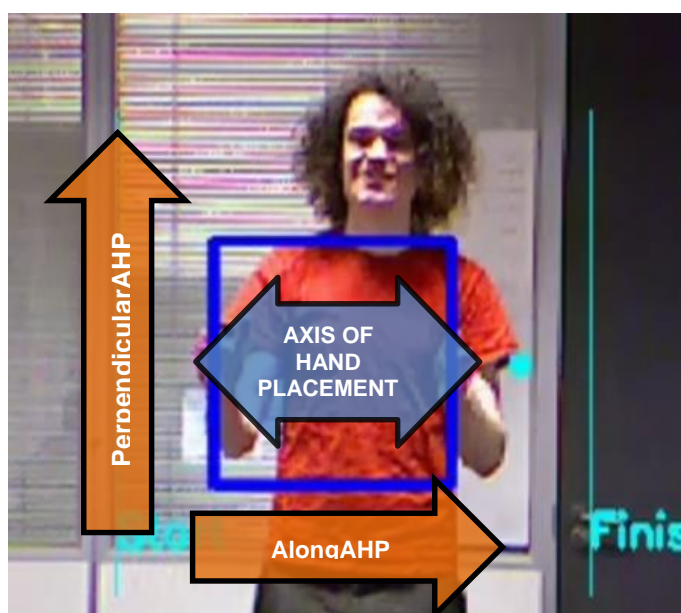 PerpendicularAHP
AXIS OF
HAND
PLACEMENT
Finis
AlongAHP